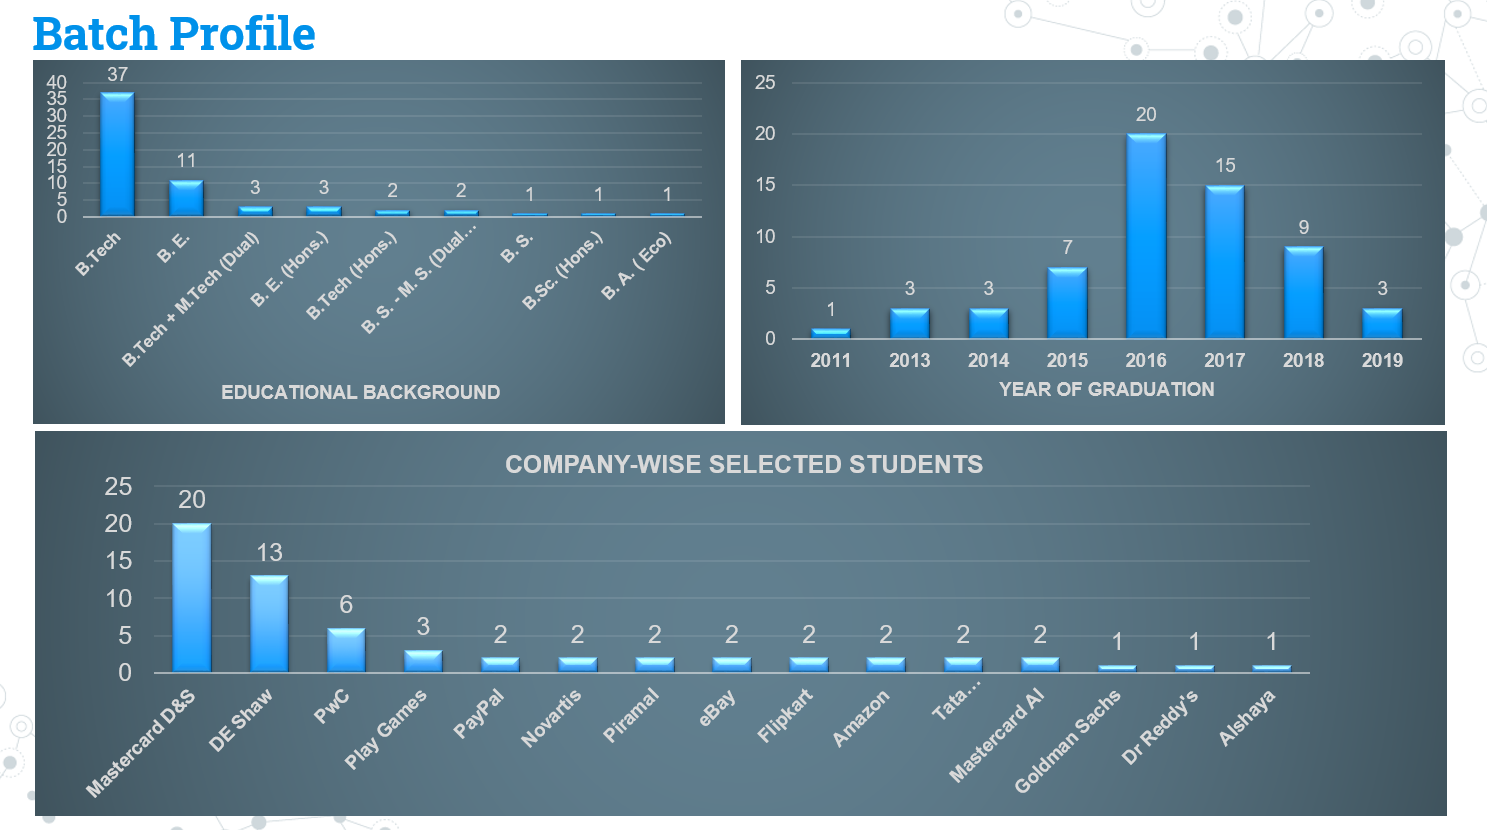 Batch Profile
40
35
30
25
20
15
10
5
0
37
11
3
3
2
2
1
1
1
B.Tech
B. E.
B.Tech + M.Tech (Dual)
B. E. (Hons.)
B.Tech (Hons.)
B. S. - M. S. (Dual...
B. S.
B.Sc. (Hons.)
B. A. ( Eco)
EDUCATIONAL BACKGROUND
25
20
15
10
5
0
1
3
3
7
20
15
9
3
2011 2013 2014 2015 2016 2017 2018 2019
YEAR OF GRADUATION
COMPANY-WISE SELECTED STUDENTS
25
20
15
10
5
0
20
13
6
3
2
2
2
2
2
2
2
2
1
1
1
Mastercard D&S
DE Shaw
PwC
Play Games
PayPal
Novartis
Piramal
eBay
Flipkart
Amazon
Tata...
Mastercard AI
Goldman Sachs
Dr Reddy's
Alshaya